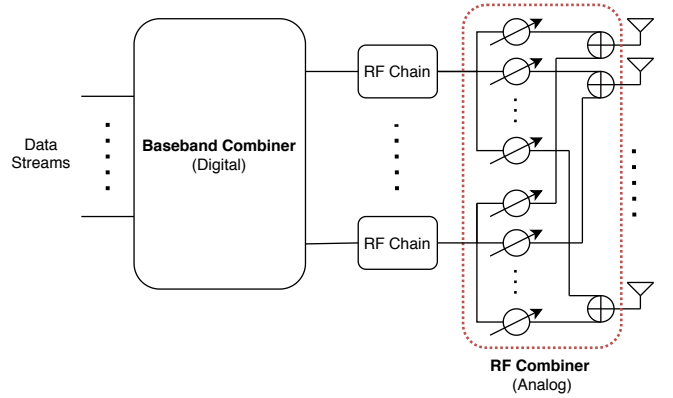 Data
Streams
Baseband Combiner
(Digital)
RF Chain
RF Chain
RF Combiner
(Analog)